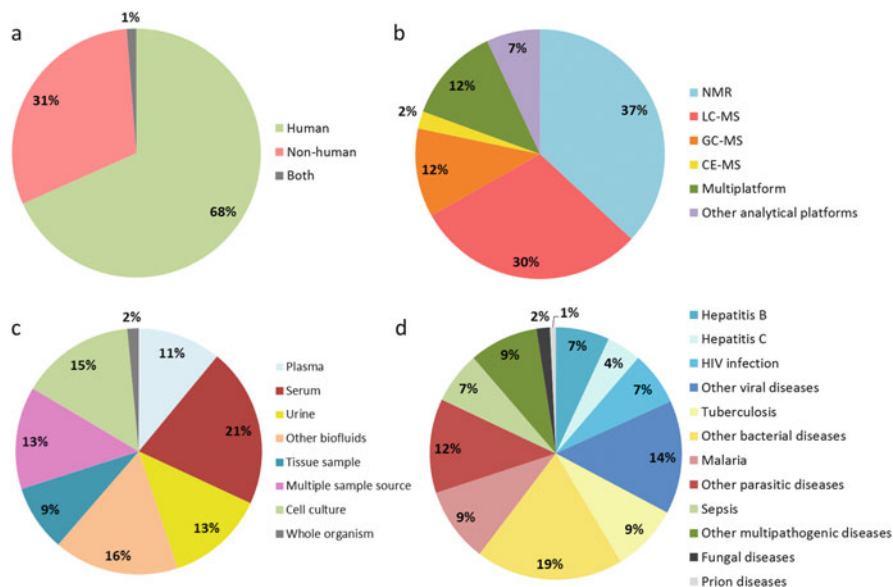 a
1%
31%
68%
Human
Non-human
Both
b
7%
12%
37%
2%
12%
30%
NMR
LC-MS
GC-MS
CE-MS
Multiplatform
Other analytical platforms
c
2%
11%
15%
21%
13%
9%
13%
16%
Plasma
Serum
Urine
Other biofluids
Tissue sample
Multiple sample source
Cell culture
Whole organism
d
2%
1%
9%
7%
4%
7%
7%
12%
14%
9%
9%
19%
Hepatitis B
Hepatitis C
HIV infection
Other viral diseases
Tuberculosis
Other bacterial diseases
Malaria
Other parasitic diseases
Sepsis
Other multipathogenic diseases
Fungal diseases
Prion diseases